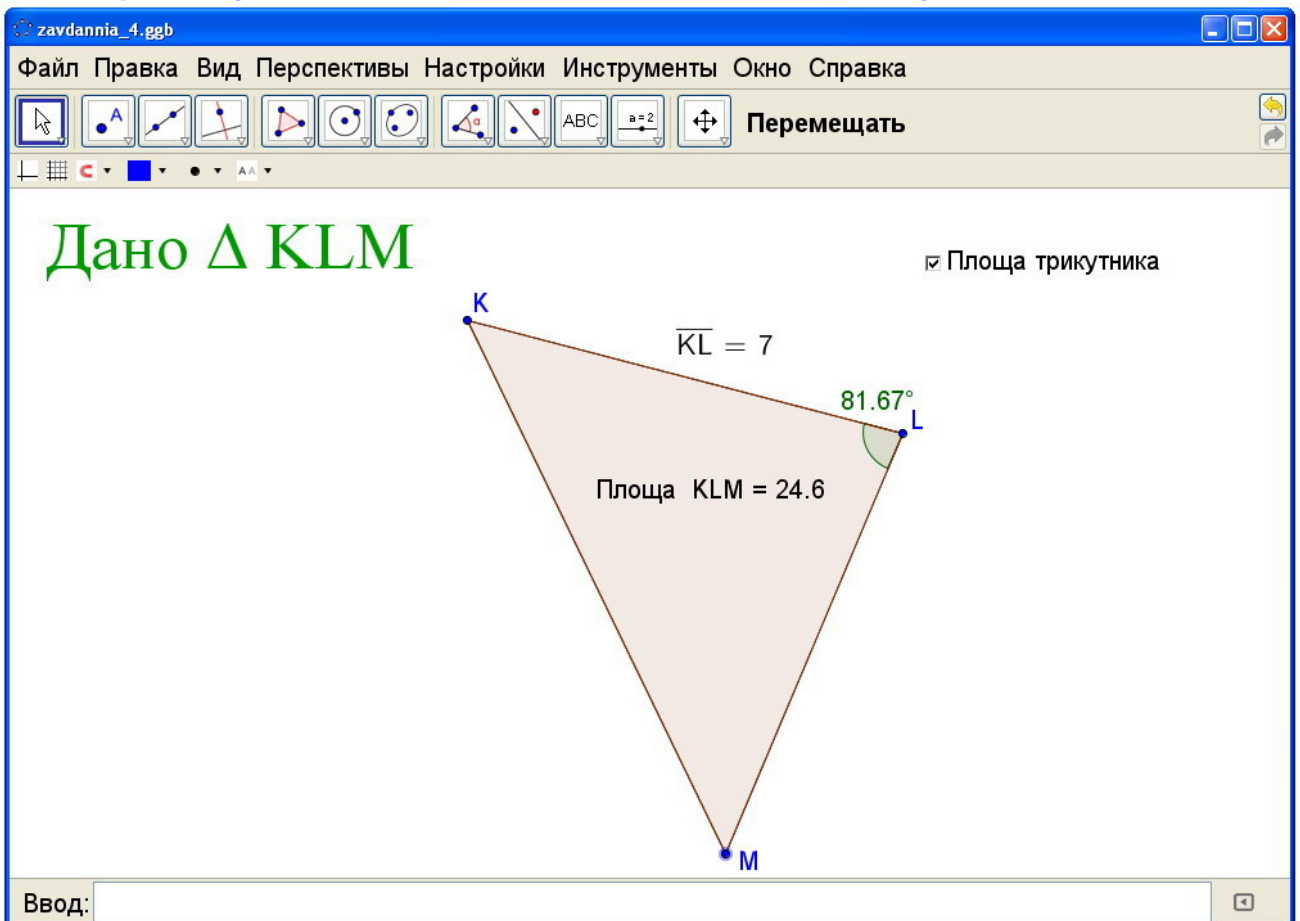 zavdannia_4.ggb
Файл Правка Вид Перспективы Настройки Инструменты Окно Справка
A α ABC a=2 Перемещать
A A
Дано Δ KLM
Площа трикутника
K
KL = 7
81.67°
L
Площа KLM = 24.6
M
Ввод: